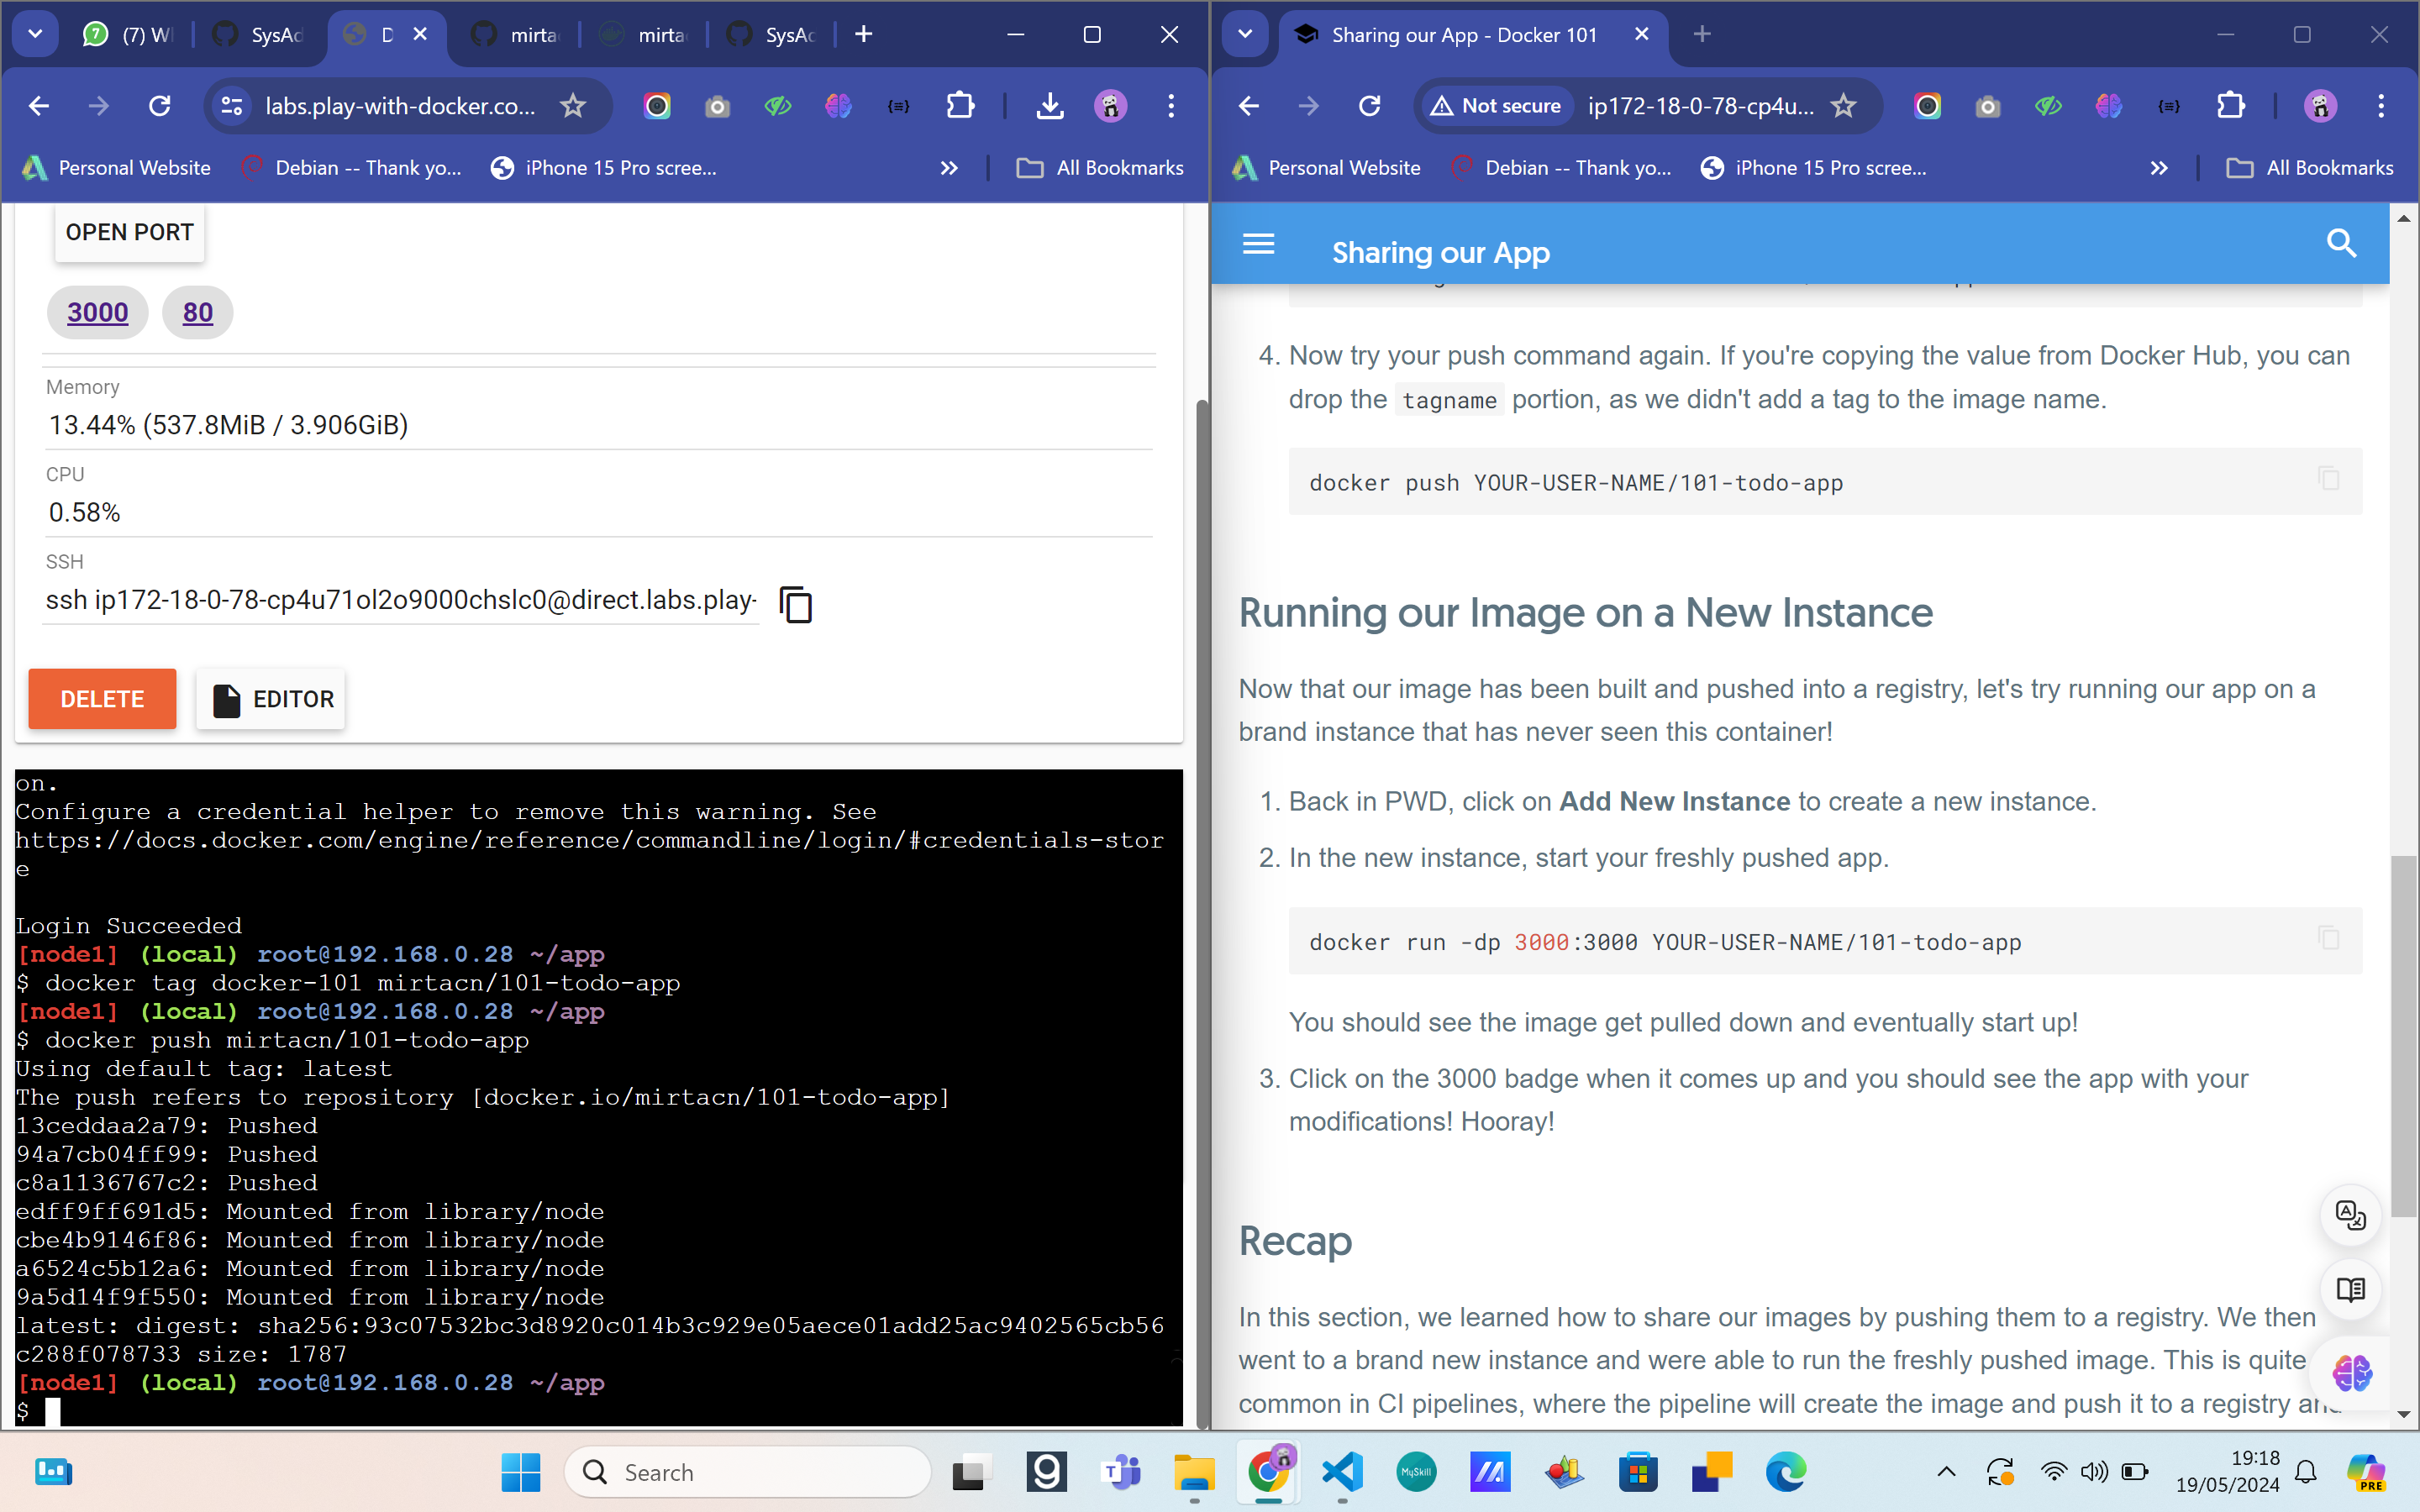 7
(7) W
SysAd
D
mirta
mirta
SysAc
labs.play-with-docker.co...
Personal Website
Debian -- Thank yo...
iPhone 15 Pro scree...
All Bookmarks
OPEN PORT
3000
80
Memory
13.44% (537.8MiB / 3.906GiB)
CPU
0.58%
SSH
ssh ip172-18-0-78-cp4u71ol2o9000chslc0@direct.labs.play-
DELETE
EDITOR
on.
Configure a credential helper to remove this warning. See
https://docs.docker.com/engine/reference/commandline/login/#credentials-stor
e
Login Succeeded
[node1] (local) root@192.168.0.28 ~/app
$ docker tag docker-101 mirtacn/101-todo-app
[node1] (local) root@192.168.0.28 ~/app
$ docker push mirtacn/101-todo-app
Using default tag: latest
The push refers to repository [docker.io/mirtacn/101-todo-app]
13ceddaa2a79: Pushed
94a7cb04ff99: Pushed
c8a1136767c2: Pushed
edff9ff691d5: Mounted from library/node
cbe4b9146f86: Mounted from library/node
a6524c5b12a6: Mounted from library/node
9a5d14f9f550: Mounted from library/node
latest: digest: sha256:93c07532bc3d8920c014b3c929e05aece01add25ac9402565cb56
c288f078733 size: 1787
[node1] (local) root@192.168.0.28 ~/app
$
Sharing our App - Docker 101
Not secure
ip172-18-0-78-cp4u...
Personal Website
Debian -- Thank yo...
iPhone 15 Pro scree...
All Bookmarks
Sharing our App
4. Now try your push command again. If you're copying the value from Docker Hub, you can
drop the tagname portion, as we didn't add a tag to the image name.
docker push YOUR-USER-NAME/101-todo-app
Running our Image on a New Instance
Now that our image has been built and pushed into a registry, let's try running our app on a
brand instance that has never seen this container!
1. Back in PWD, click on Add New Instance to create a new instance.
2. In the new instance, start your freshly pushed app.
docker run -dp 3000:3000 YOUR-USER-NAME/101-todo-app
You should see the image get pulled down and eventually start up!
3. Click on the 3000 badge when it comes up and you should see the app with your
modifications! Hooray!
Recap
In this section, we learned how to share our images by pushing them to a registry. We then
went to a brand new instance and were able to run the freshly pushed image. This is quite
common in CI pipelines, where the pipeline will create the image and push it to a registry and
Search
MySkill
19:18
19/05/2024
PRE